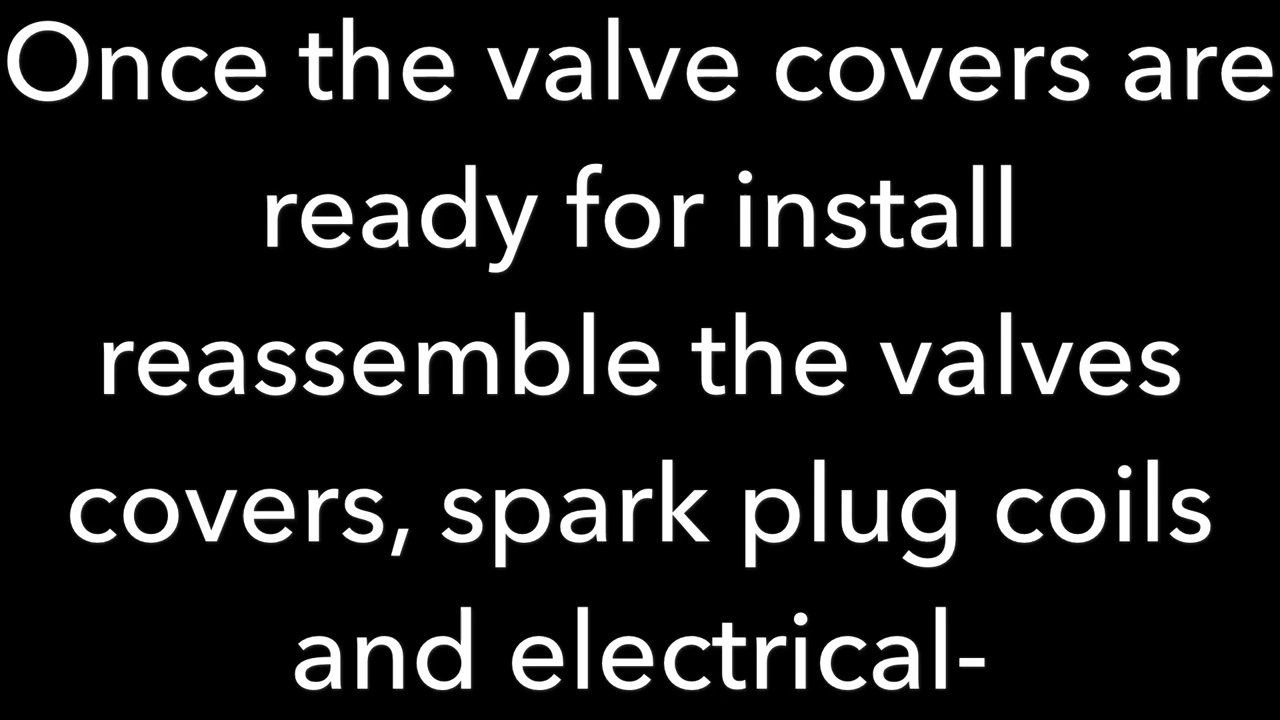 Once the valve covers are
ready for install
reassemble the valves
covers, spark plug coils
and electrical-